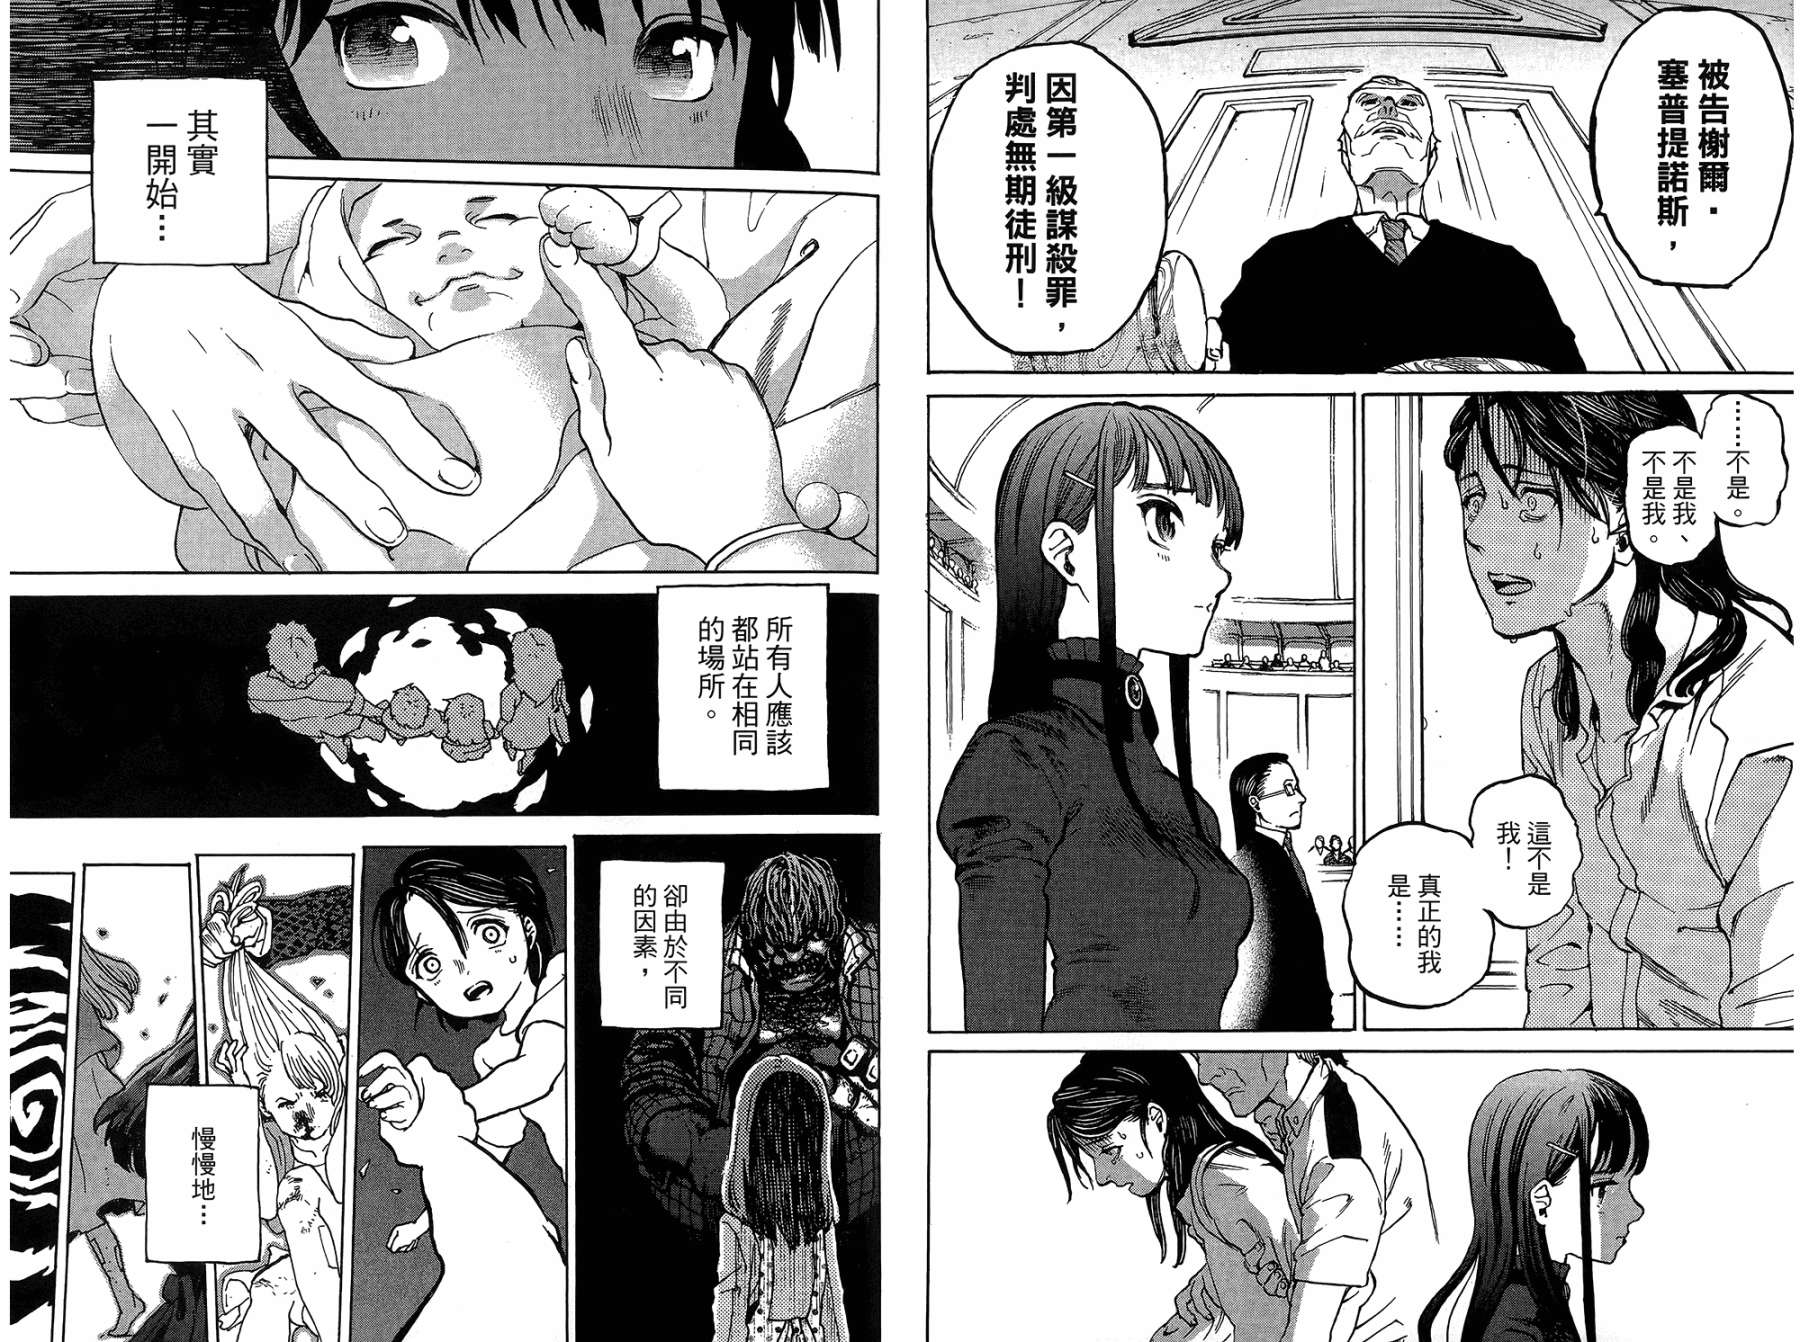 被告榭爾·
塞普提諾斯，
因第一級謀殺罪，
判處無期徒刑！
……不是。
不是我、
不是我。
這不是
我！
真正的我
是……
其實
一開始…
所有人應該
都站在相同
的場所。
卻由於不同
的因素，
慢慢地…